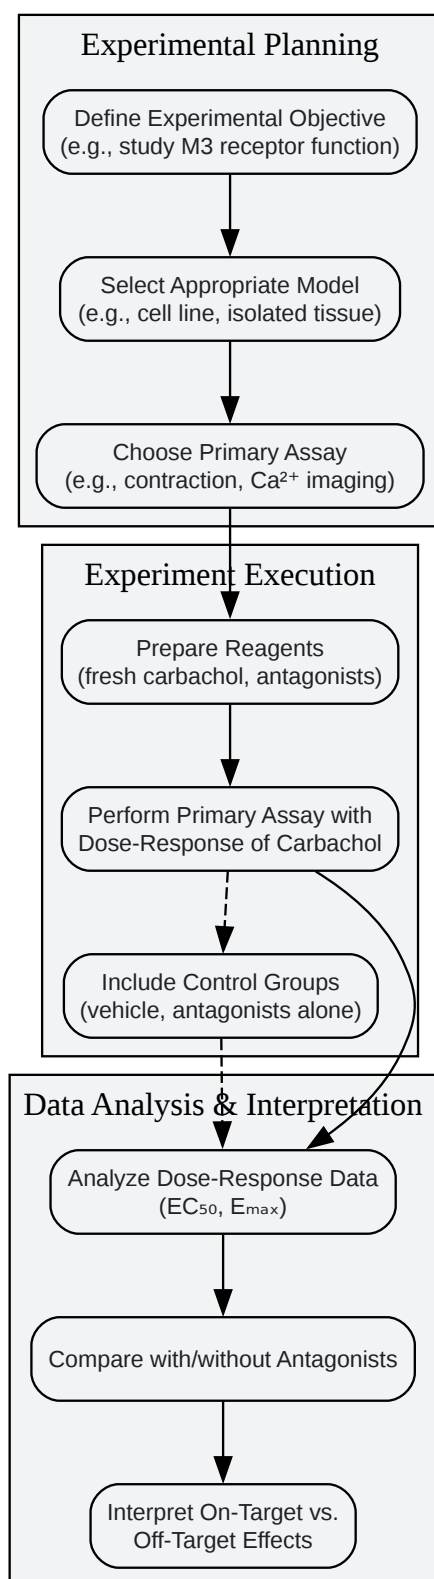 Experimental Planning
Define Experimental Objective
(e.g., study M3 receptor function)
Select Appropriate Model
(e.g., cell line, isolated tissue)
Choose Primary Assay
(e.g., contraction, Ca²⁺ imaging)
Experiment Execution
Prepare Reagents
(fresh carbachol, antagonists)
Perform Primary Assay with
Dose-Response of Carbachol
Include Control Groups
(vehicle, antagonists alone)
Data Analysis & Interpretation
Analyze Dose-Response Data
(EC₅₀, Eₘₐₓ)
Compare with/without Antagonists
Interpret On-Target vs.
Off-Target Effects